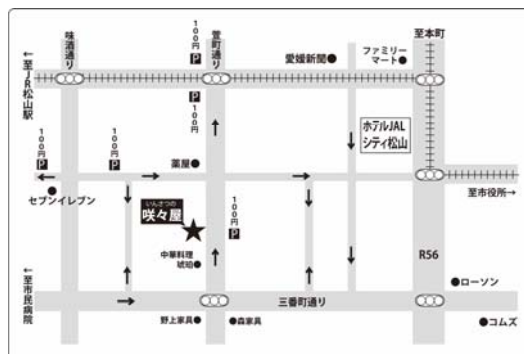 味酒通り
100円
P
萱町通り
至本町
愛媛新聞●
ファミリー
マート●
←至JR松山駅
P
100円
ホテルJAL
シティ松山
100円
P
100円
P
薬屋●
セブンイレブン
至市役所→
いんさつの
咲々屋
100円
P
中華料理
琥珀●
R56
←至市民病院
三番町通り
●ローソン
野上家具●
●森家具
●コムズ